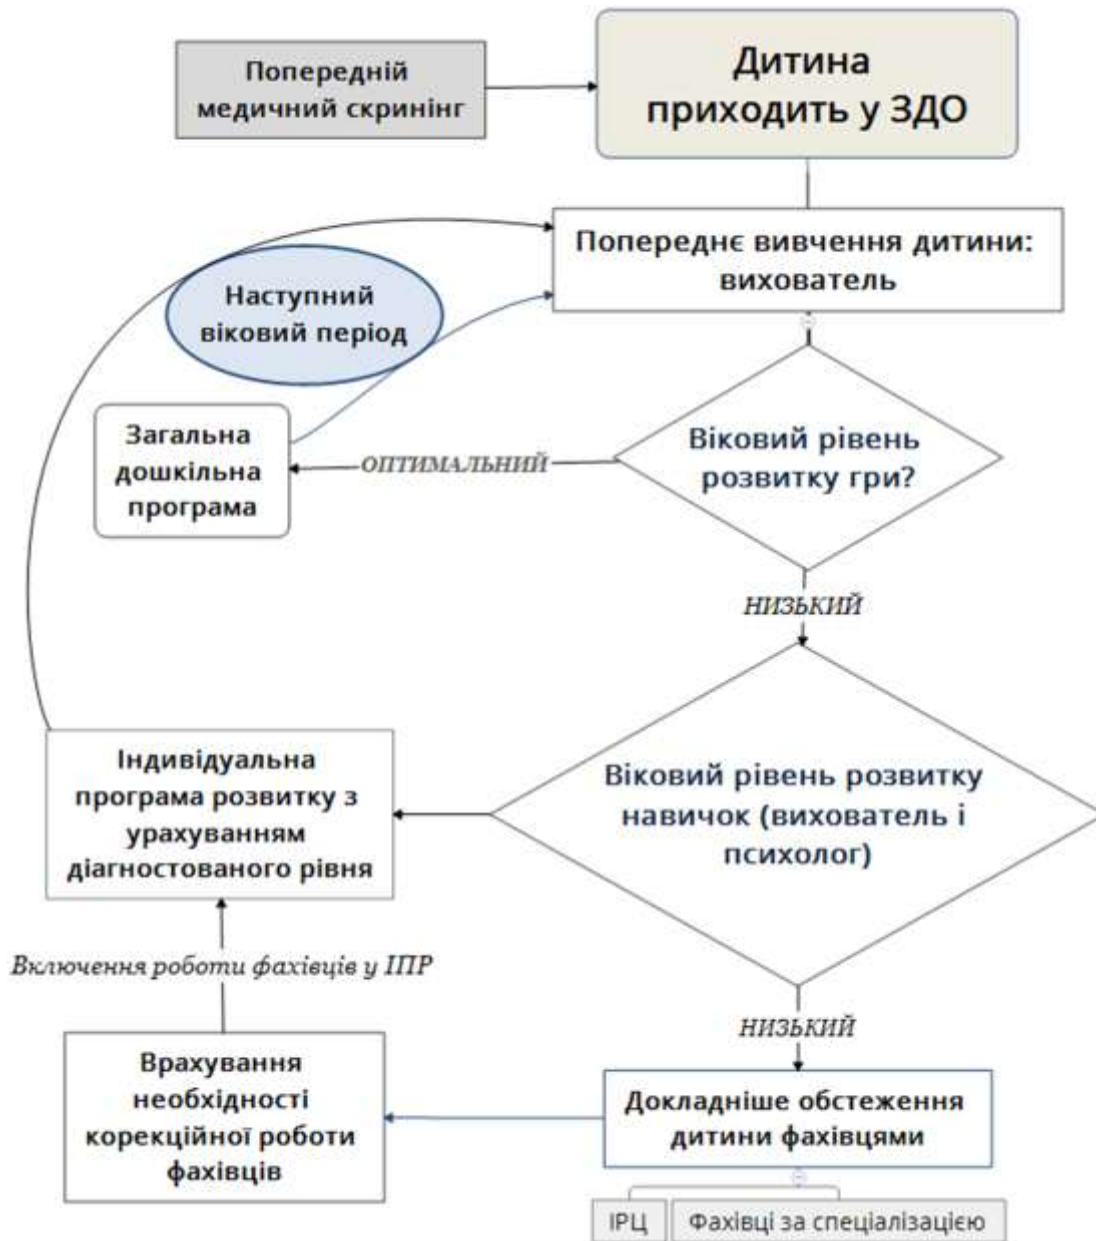 Попередній
медичний скринінг
Дитина
приходить у ЗДО
Попереднє вивчення дитини:
вихователь
Наступний
віковий період
Загальна
дошкільна
програма
ОПТИМАЛЬНИЙ
Віковий рівень
розвитку гри?
НИЗЬКИЙ
Індивідуальна
програма розвитку з
урахуванням
діагностованого рівня
Віковий рівень розвитку
навичок (вихователь і
психолог)
Включення роботи фахівців у ІПР
НИЗЬКИЙ
Врахування
необхідності
корекційної роботи
фахівців
Докладніше обстеження
дитини фахівцями
ІРЦ
Фахівці за спеціалізацією